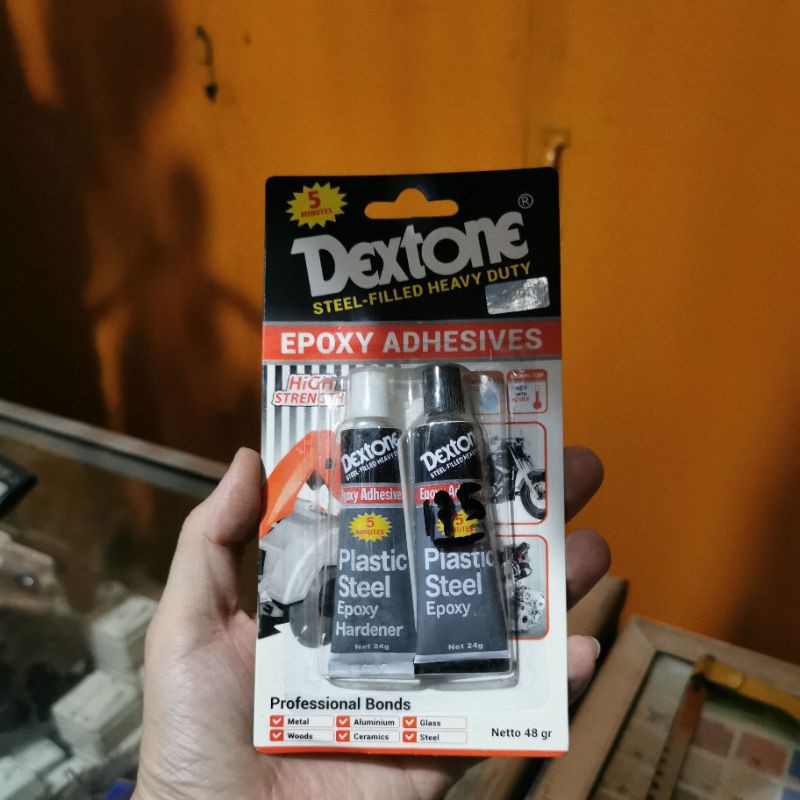 5
MINUTES
DEXTONE®
STEEL-FILLED HEAVY DUTY
EPOXY ADHESIVES
HiGH
STRENGTH
DEXTONE
STEEL-FILLED HEAVY
Epoxy Adhesive
5
MINUTES
Plastic
Steel
Epoxy
Hardener
Net 24g
DEXTONE
STEEL-FILLED HEAVY
5
Plastic
Steel
Epoxy
Net 24g
Professional Bonds
Metal
Aluminium
Glass
Woods
Ceramics
Steel
Netto 48 gr